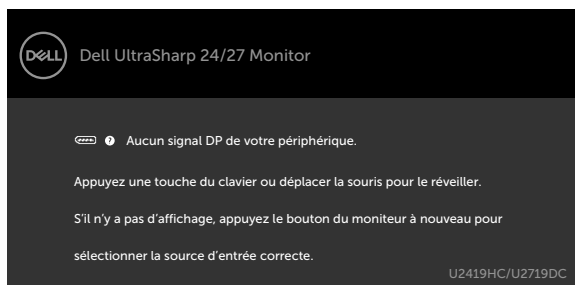 DELL
Dell UltraSharp 24/27 Monitor
Aucun signal DP de votre périphérique.
Appuyez une touche du clavier ou déplacer la souris pour le réveiller.
S'il n'y a pas d'affichage, appuyez le bouton du moniteur à nouveau pour
sélectionner la source d'entrée correcte.
U2419HC/U2719DC